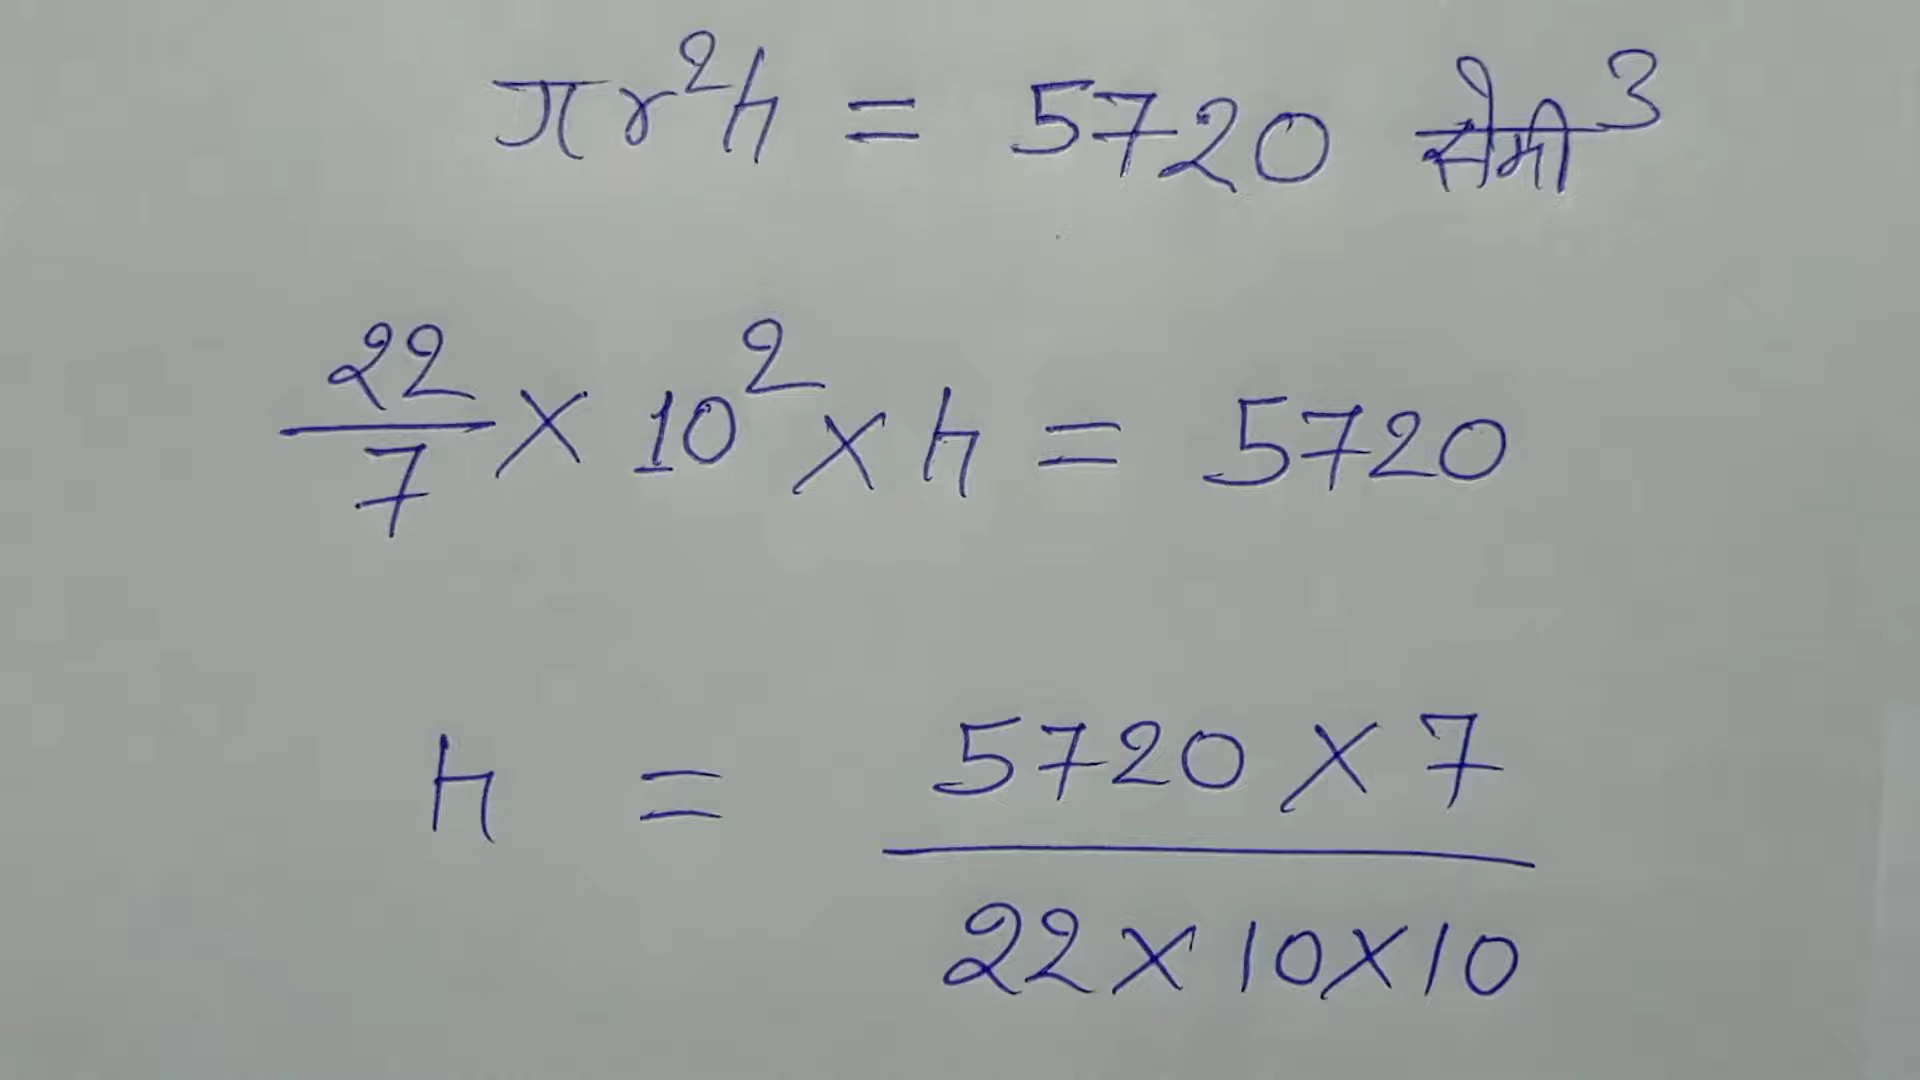 πr²h = 5720 सेमी³
22/7 × 10² × h = 5720
h = 5720 × 7 / 22 × 10 × 10